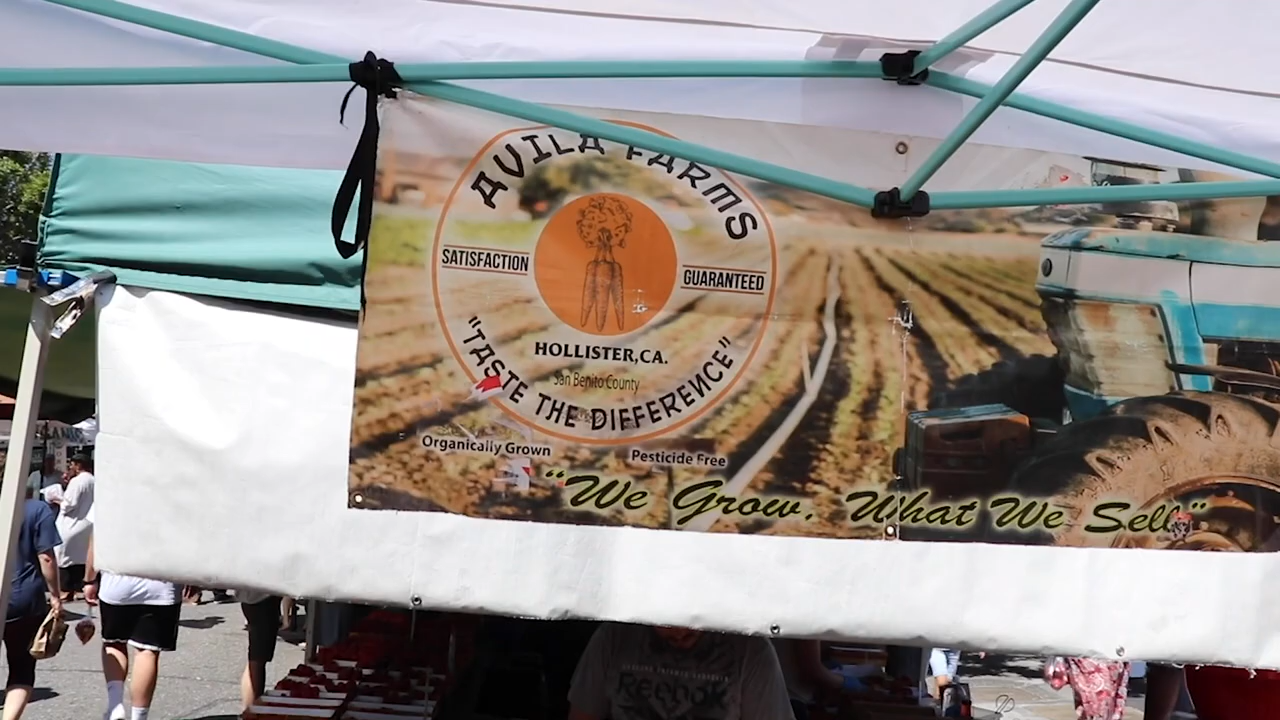 AVILA FARMS
SATISFACTION GUARANTEED
HOLLISTER, CA.
San Benito County
"TASTE THE DIFFERENCE"
Organically Grown Pesticide Free
"We Grow, What We Sell"
Reebok